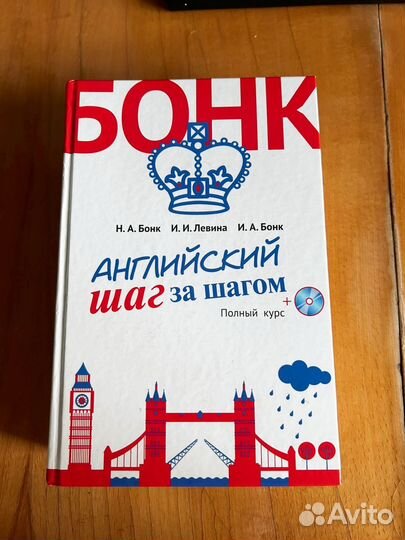 БОНК
Н. А. Бонк И. И. Левина И. А. Бонк
АНГЛИЙСКИЙ
шаг за шагом
Полный курс +
Avito